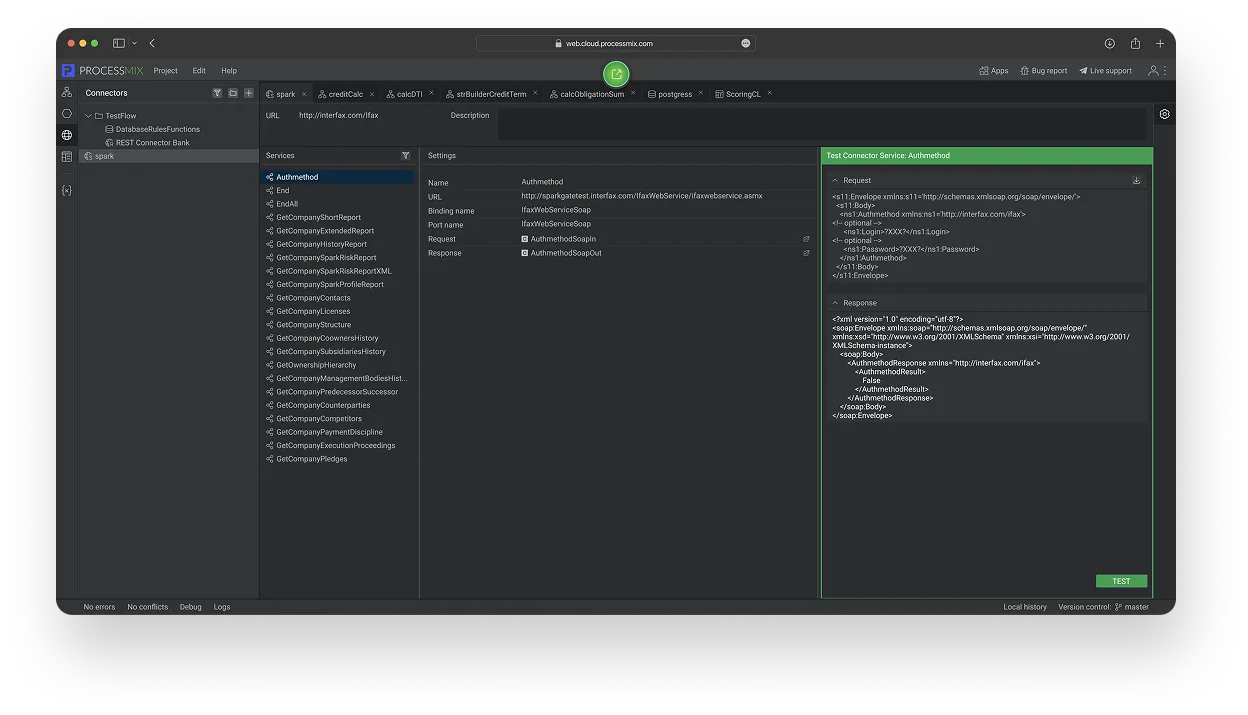 web.cloud.processmix.com
PROCESSMIX Project Edit Help Apps Bug report Live support
Connectors
TestFlow
DatabaseRulesFunctions
REST Connector Bank
spark
spark creditCalc calcDTI strBuilderCreditTerm calcObligationSum postgress ScoringCL
URL http://interfax.com/Ifax Description
Services
Authmethod
End
EndAll
GetCompanyShortReport
GetCompanyExtendedReport
GetCompanyHistoryReport
GetCompanySparkRiskReport
GetCompanySparkRiskReportXML
GetCompanySparkProfileReport
GetCompanyContacts
GetCompanyLicenses
GetCompanyStructure
GetCompanyCoownersHistory
GetCompanySubsidiariesHistory
GetOwnershipHierarchy
GetCompanyManagementBodiesHist...
GetCompanyPredecessorSuccessor
GetCompanyCounterparties
GetCompanyCompetitors
GetCompanyPaymentDiscipline
GetCompanyExecutionProceedings
GetCompanyPledges
Settings
Name Authmethod
URL http://sparkgatetest.interfax.com/IfaxWebService/ifaxwebservice.asmx
Binding name IfaxWebServiceSoap
Port name IfaxWebServiceSoap
Request C AuthmethodSoapIn
Response C AuthmethodSoapOut
Test Connector Service: Authmethod
Request
<s11:Envelope xmlns:s11='http://schemas.xmlsoap.org/soap/envelope/'>
<s11:Body>
<ns1:Authmethod xmlns:ns1='http://interfax.com/ifax'>
<!-- optional -->
<ns1:Login>?XXX?</ns1:Login>
<!-- optional -->
<ns1:Password>?XXX?</ns1:Password>
</ns1:Authmethod>
</s11:Body>
</s11:Envelope>
Response
<?xml version="1.0" encoding="utf-8"?>
<soap:Envelope xmlns:soap="http://schemas.xmlsoap.org/soap/envelope/"
xmlns:xsd="http://www.w3.org/2001/XMLSchema" xmlns:xsi="http://www.w3.org/2001/
XMLSchema-instance">
<soap:Body>
<AuthmethodResponse xmlns="http://interfax.com/ifax">
<AuthmethodResult>
False
</AuthmethodResult>
</AuthmethodResponse>
</soap:Body>
</soap:Envelope>
TEST
No errors No conflicts Debug Logs Local history Version control: master